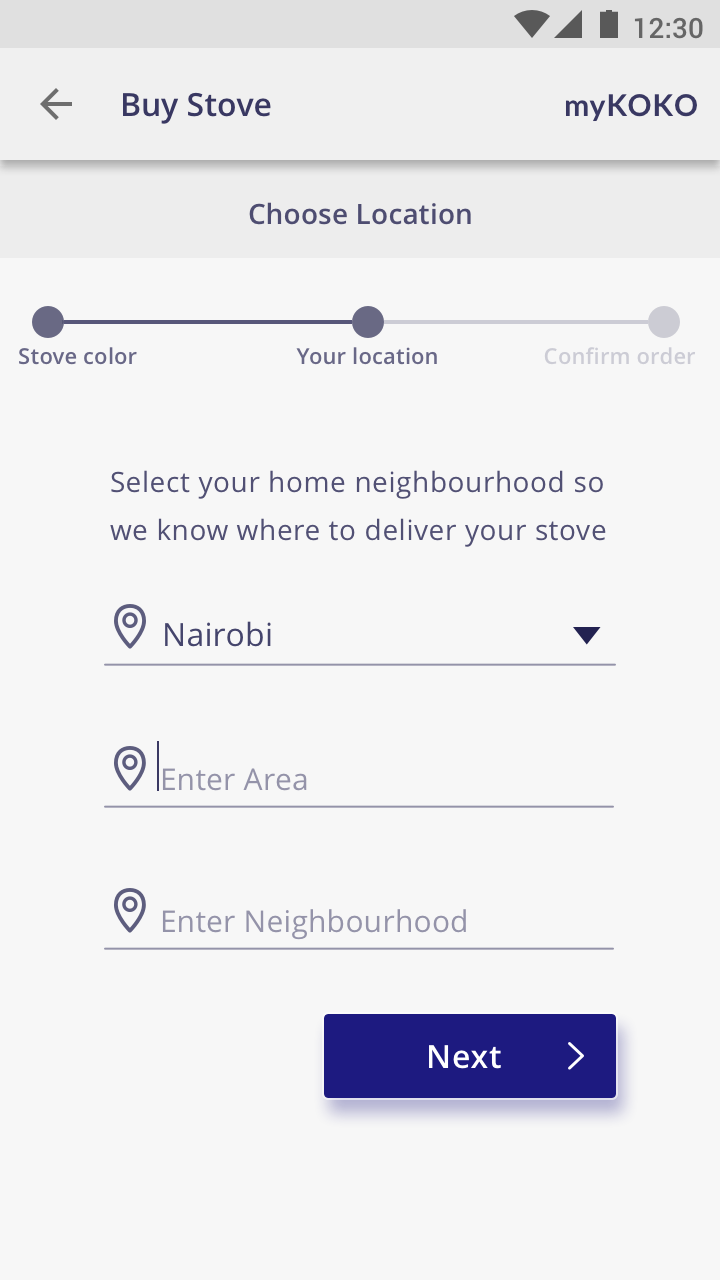 12:30
Buy Stove
myKOKO
Choose Location
Stove color
Your location
Confirm order
Select your home neighbourhood so
we know where to deliver your stove
Nairobi
Enter Area
Enter Neighbourhood
Next